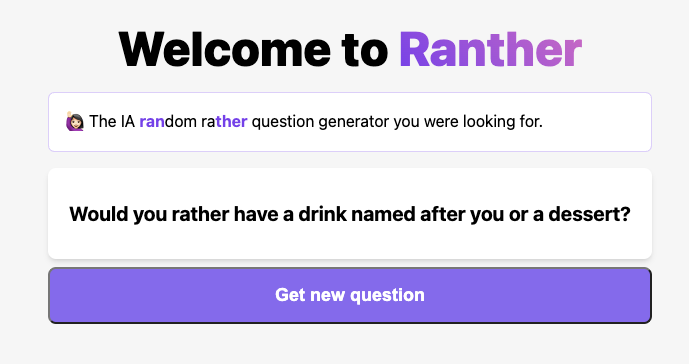 Welcome to Ranther
🙋🏻‍♀️ The IA random rather question generator you were looking for.
Would you rather have a drink named after you or a dessert?
Get new question